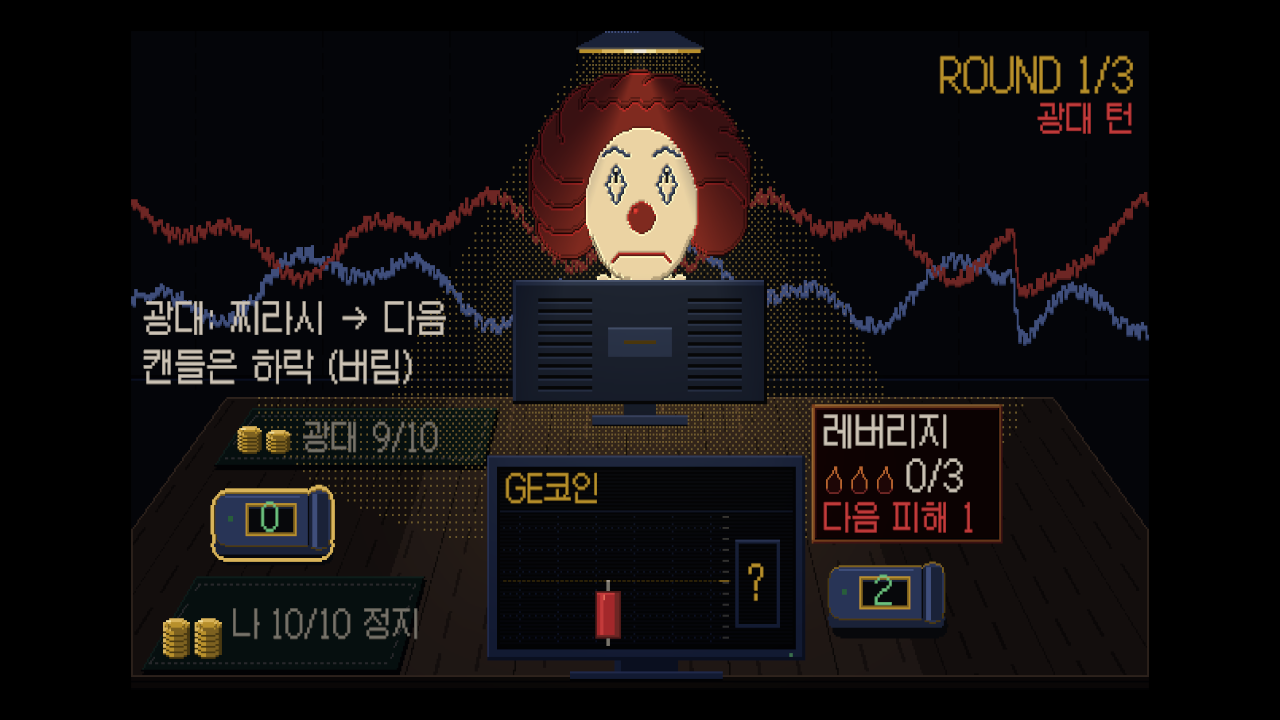 ROUND 1/3
광대 턴
광대: 찌라시 → 다음
캔들은 하락 (버림)
광대 9/10
0
나 10/10 정지
GE코인
?
레버리지
0/3
다음 피해 1
2